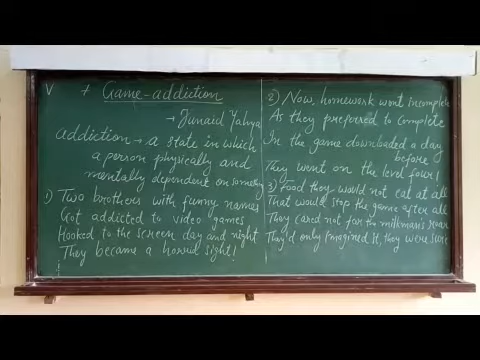 V + Game-addiction
→ Junaid Yahya
Addiction → a state in which
a person physically and
mentally dependent on something
1) Two brothers with funny names
Got addicted to video games
Hooked to the screen day and night
They became a horrid sight!
2) Now, homework went incomplete
As they preferred to complete
In the game downloaded a day
before
They went on the level four!
3) Food they would not eat at all
That would stop the game after all
They cared not for the milkman's
They'd only imagined it, they were sure